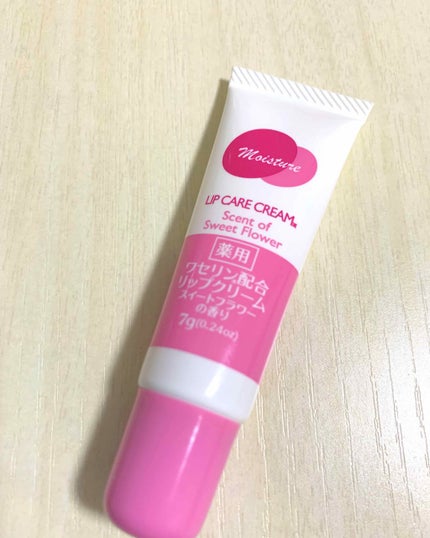 Moisture
LIP CARE CREAM
Scent of
Sweet Flower
薬用
ワセリン配合
リップクリーム
スイートフラワー
の香り
7g(0.24oz)